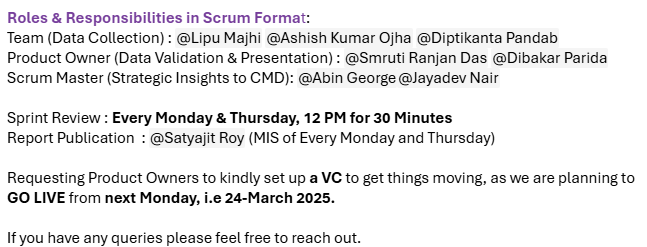 Roles & Responsibilities in Scrum Format:
Team (Data Collection) : @Lipu Majhi @Ashish Kumar Ojha @Diptikanta Pandab
Product Owner (Data Validation & Presentation) : @Smruti Ranjan Das @Dibakar Parida
Scrum Master (Strategic Insights to CMD): @Abin George @Jayadev Nair
Sprint Review : Every Monday & Thursday, 12 PM for 30 Minutes
Report Publication : @Satyajit Roy (MIS of Every Monday and Thursday)
Requesting Product Owners to kindly set up a VC to get things moving, as we are planning to
GO LIVE from next Monday, i.e 24-March 2025.
If you have any queries please feel free to reach out.